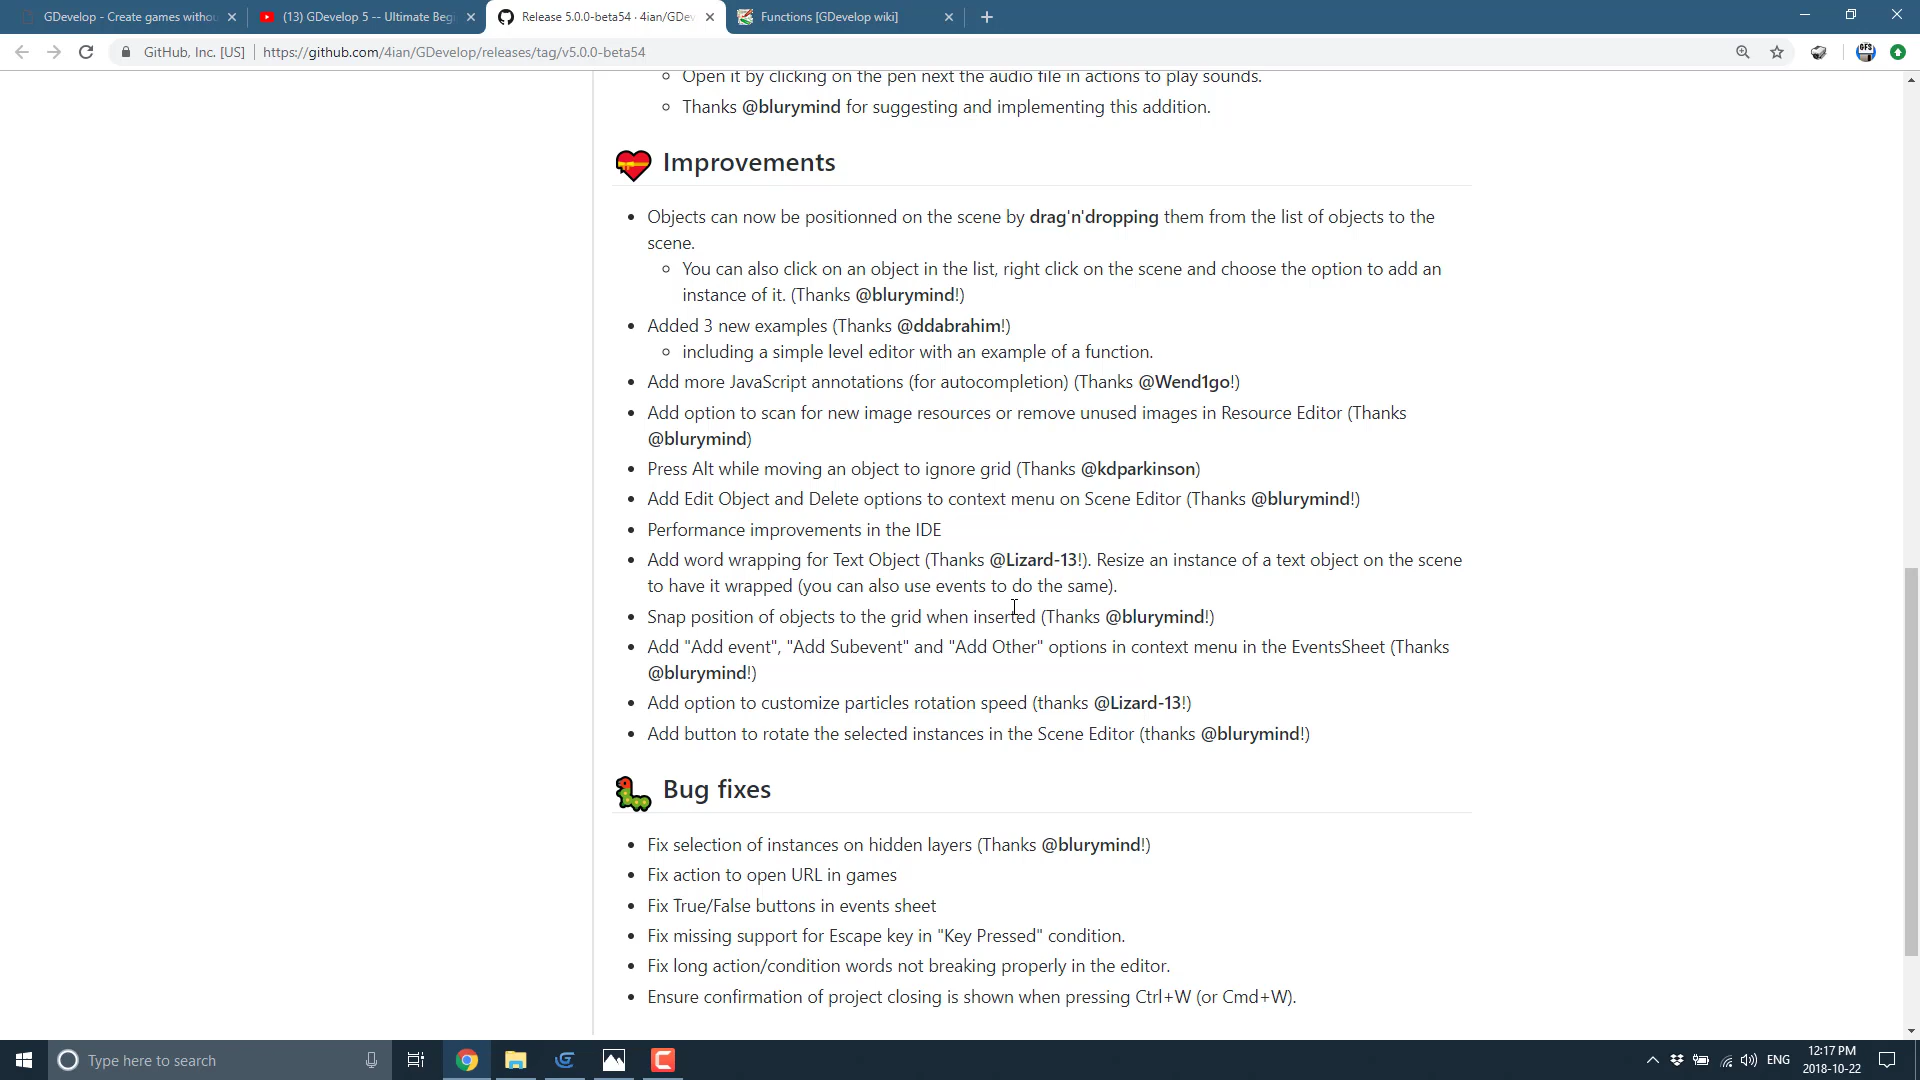 GDevelop - Create games withou
(13) GDevelop 5 -- Ultimate Beg
Release 5.0.0-beta54 · 4ian/GDev
Functions [GDevelop wiki]
GitHub, Inc. [US]
https://github.com/4ian/GDevelop/releases/tag/v5.0.0-beta54
Open it by clicking on the pen next the audio file in actions to play sounds.
Thanks @blurymind for suggesting and implementing this addition.
Improvements
Objects can now be positionned on the scene by drag'n'dropping them from the list of objects to the
scene.
You can also click on an object in the list, right click on the scene and choose the option to add an
instance of it. (Thanks @blurymind!)
Added 3 new examples (Thanks @ddabrahim!)
including a simple level editor with an example of a function.
Add more JavaScript annotations (for autocompletion) (Thanks @Wend1go!)
Add option to scan for new image resources or remove unused images in Resource Editor (Thanks
@blurymind)
Press Alt while moving an object to ignore grid (Thanks @kdparkinson)
Add Edit Object and Delete options to context menu on Scene Editor (Thanks @blurymind!)
Performance improvements in the IDE
Add word wrapping for Text Object (Thanks @Lizard-13!). Resize an instance of a text object on the scene
to have it wrapped (you can also use events to do the same).
Snap position of objects to the grid when inserted (Thanks @blurymind!)
Add "Add event", "Add Subevent" and "Add Other" options in context menu in the EventsSheet (Thanks
@blurymind!)
Add option to customize particles rotation speed (thanks @Lizard-13!)
Add button to rotate the selected instances in the Scene Editor (thanks @blurymind!)
Bug fixes
Fix selection of instances on hidden layers (Thanks @blurymind!)
Fix action to open URL in games
Fix True/False buttons in events sheet
Fix missing support for Escape key in "Key Pressed" condition.
Fix long action/condition words not breaking properly in the editor.
Ensure confirmation of project closing is shown when pressing Ctrl+W (or Cmd+W).
Type here to search
ENG
12:17 PM
2018-10-22